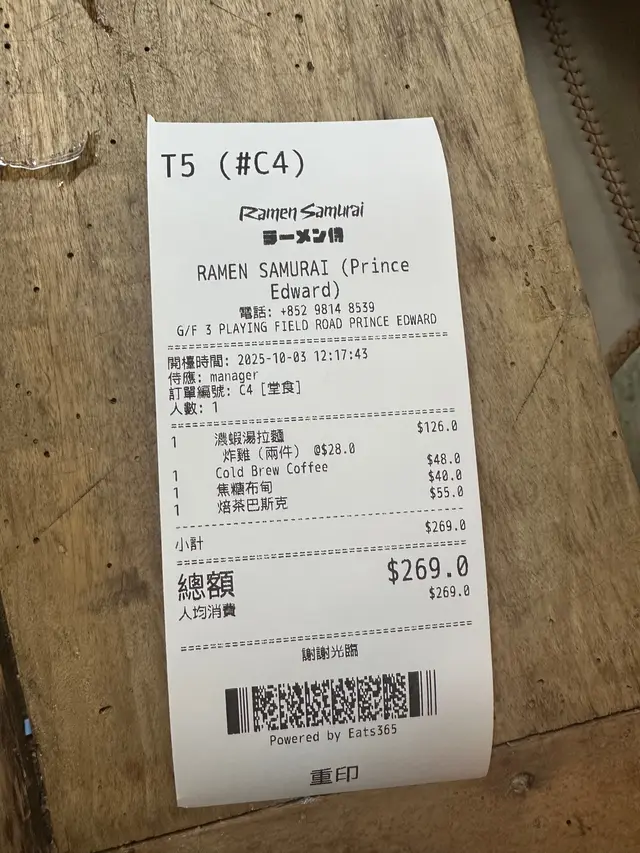 T5 (#C4)
Ramen Samurai
ラーメン侍
RAMEN SAMURAI (Prince
Edward)
電話: +852 9814 8539
G/F 3 PLAYING FIELD ROAD PRINCE EDWARD
開檯時間: 2025-10-03 12:17:43
侍應: manager
訂單編號: C4 [堂食]
人數: 1
1 濃蝦湯拉麵 $126.0
炸雞（兩件） @$28.0
1 Cold Brew Coffee $48.0
1 焦糖布甸 $40.0
1 焙茶巴斯克 $55.0
小計 $269.0
總額 $269.0
人均消費 $269.0
謝謝光臨
Powered by Eats365
重印